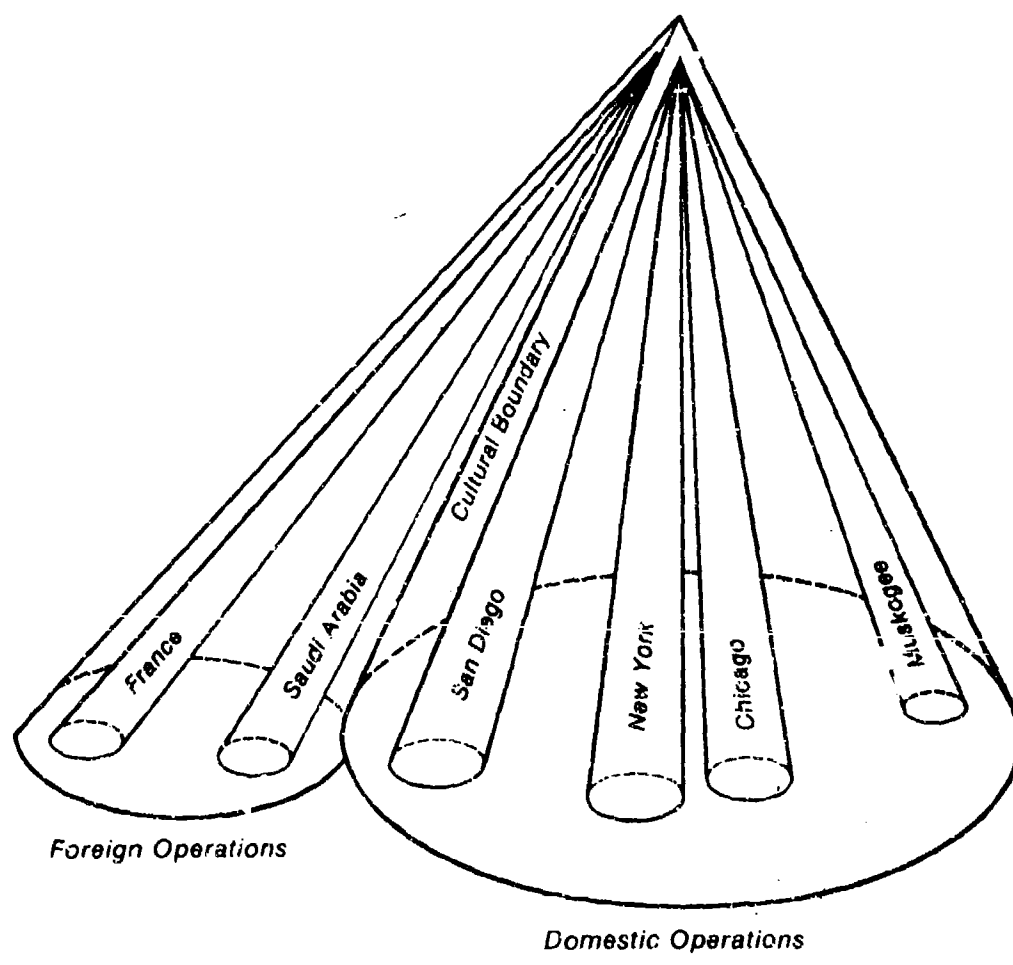 Cultural Boundary
France
Saudi Arabia
San Diego
New York
Chicago
Muskogee
Foreign Operations
Domestic Operations